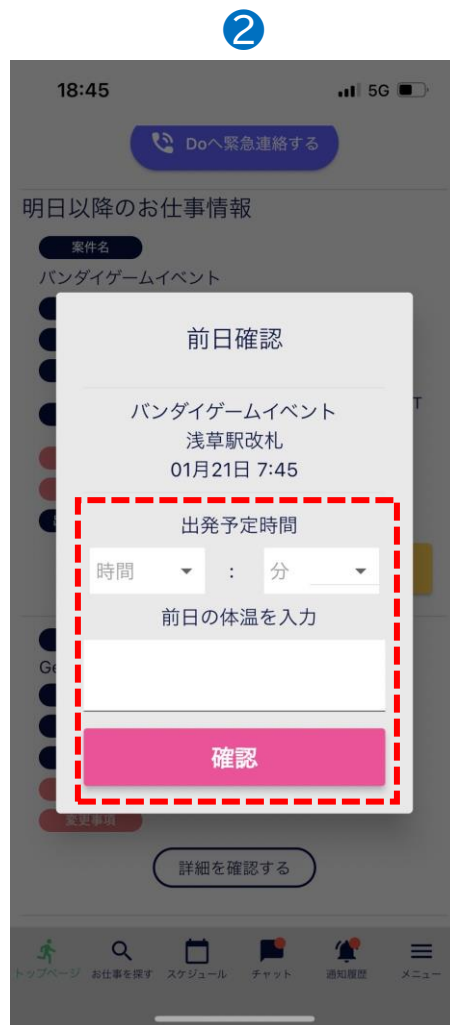 2
18:45
5G
Doへ緊急連絡する
明日以降のお仕事情報
案件名
バンダイゲームイベント
前日確認
バンダイゲームイベント
浅草駅改札
01月21日 7:45
T
出発予定時間
時間 : 分
前日の体温を入力
Ge
確認
変更事項
詳細を確認する
トップページ お仕事を探す スケジュール チャット 通知履歴 メニュー